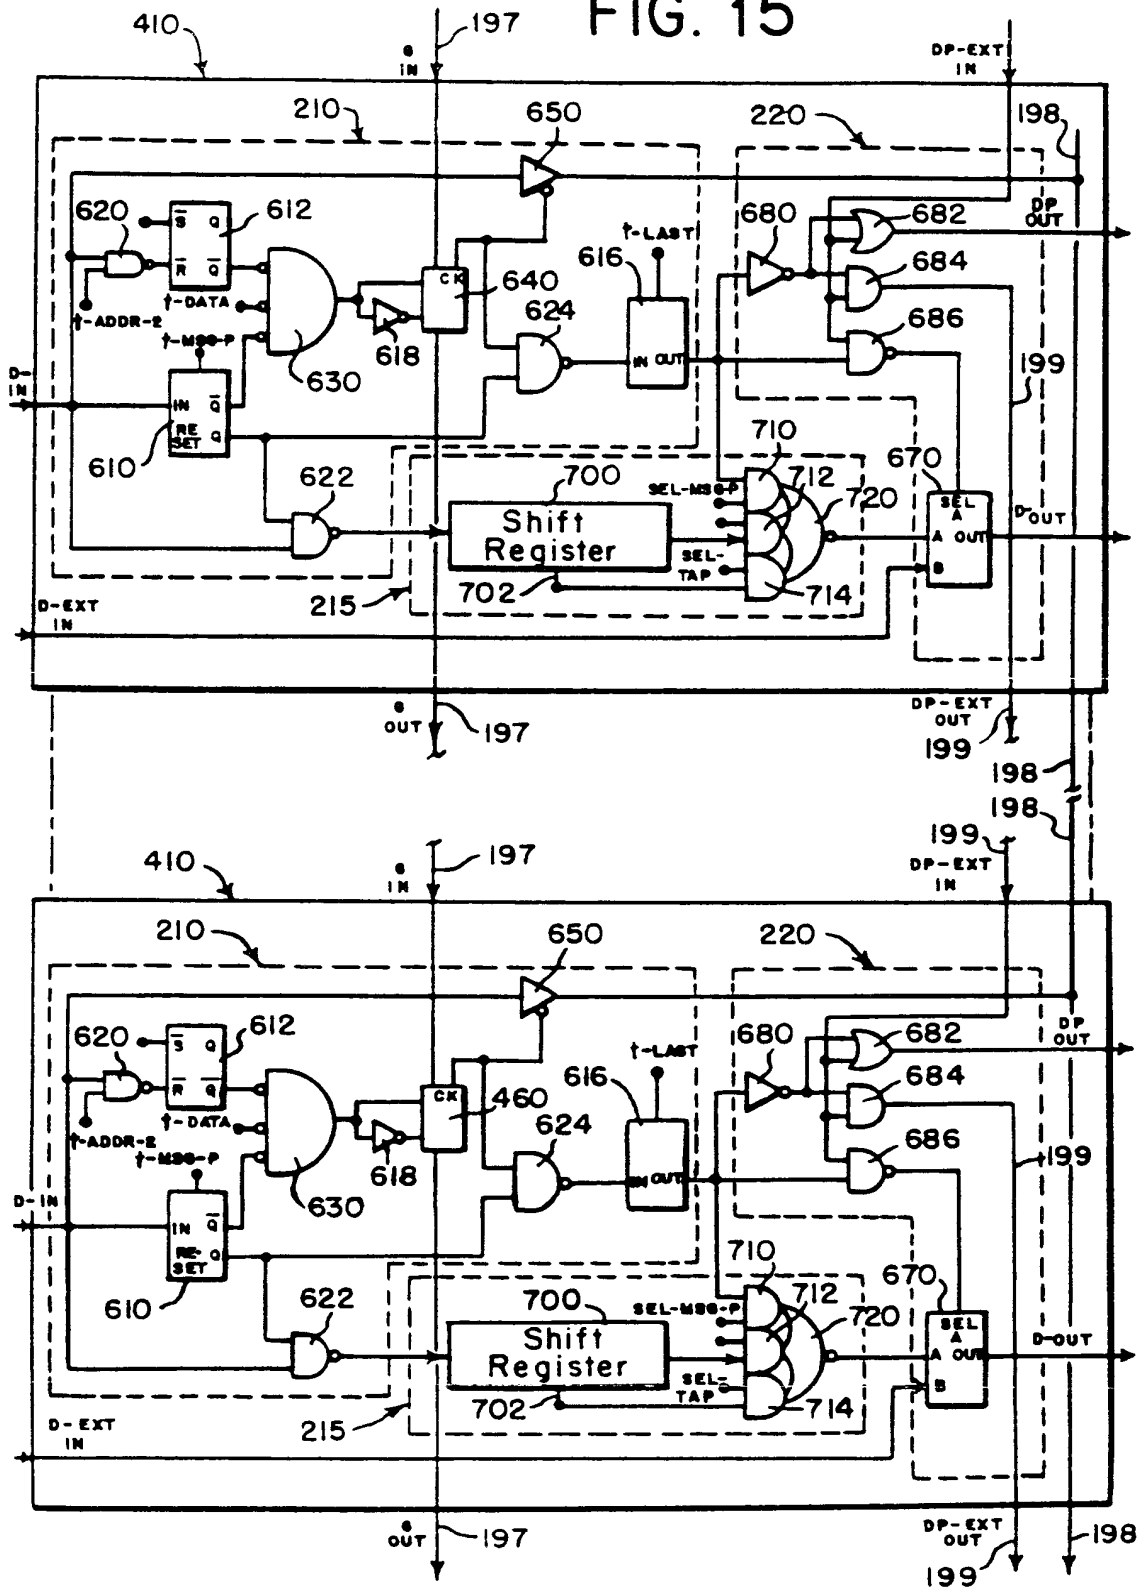 FIG. 15
410
197
G
IN
DP-EXT
IN
210
650
220
198
620
S Q
612
680
682
DP
OUT
t-LAST
R Q
616
684
CK
640
t-DATA
t-ADDR-2
624
686
t-MSG-P
618
IN OUT
630
D-
IN
199
IN Q
RE
SET Q
710
670
610
700
712
622
SEL-MSG-P
720
SEL
A
D-OUT
Shift
Register
A OUT
SEL-
TAP
B
702
714
215
D-EXT
IN
G
OUT
197
DP-EXT
OUT
199
198
198
199
410
197
G
IN
DP-EXT
IN
210
650
220
620
S Q
612
680
682
DP
OUT
t-LAST
R Q
616
684
CK
460
t-DATA
624
t-ADDR-2
686
t-MSG-P
618
199
IN OUT
630
D-IN
IN Q
RE-
SET Q
710
670
610
700
712
622
SEL-MSG-P
720
SEL
A
D-OUT
Shift
Register
A OUT
SEL-
TAP
B
702
714
215
D-EXT
IN
G
OUT
197
DP-EXT
OUT
199
198